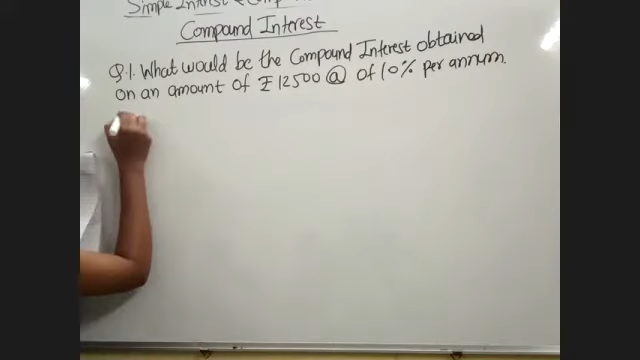 Simple Interest &
Compound Interest
Q.1. What would be the Compound Interest obtained
on an amount of ₹ 12500 @ of 10% per annum.